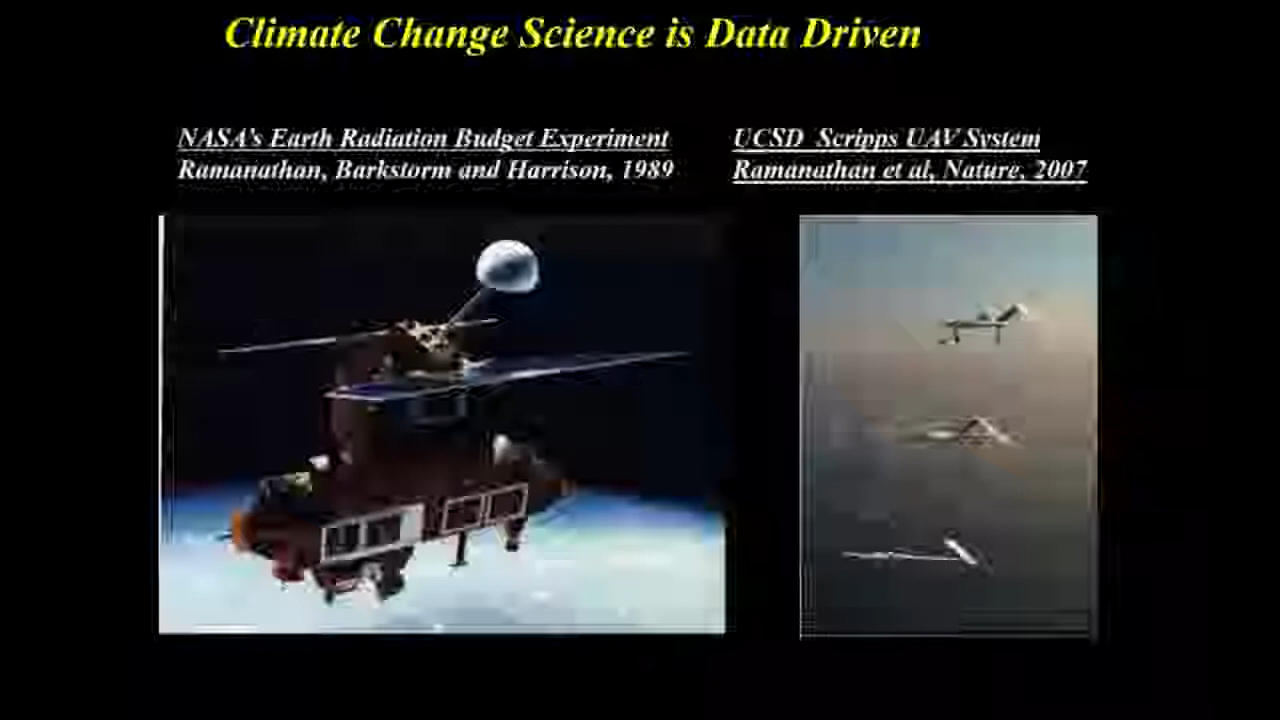 Climate Change Science is Data Driven
NASA's Earth Radiation Budget Experiment
Ramanathan, Barkstorm and Harrison, 1989
UCSD Scripps UAV System
Ramanathan et al, Nature, 2007